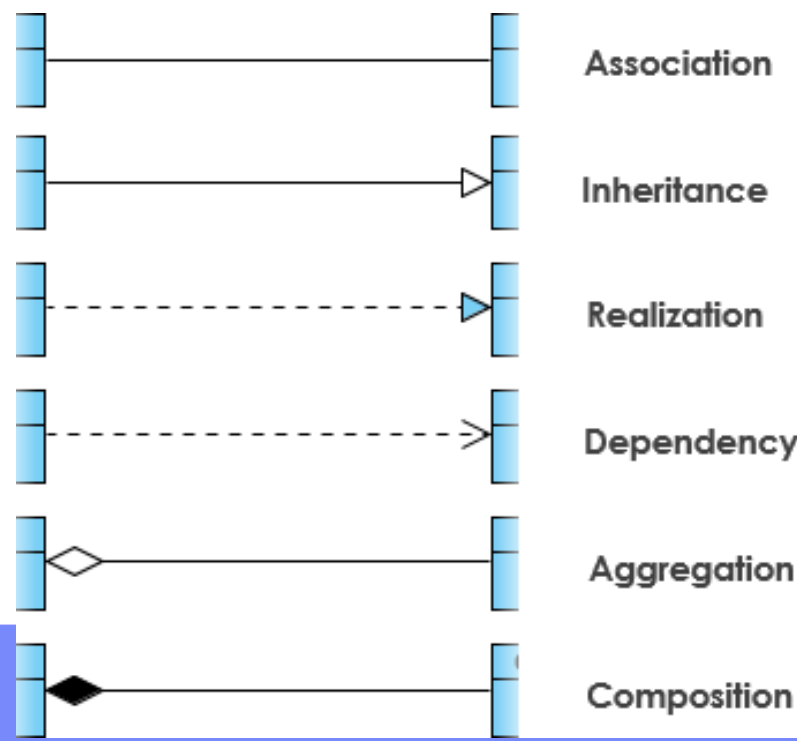 Association
Inheritance
Realization
Dependency
Aggregation
Composition